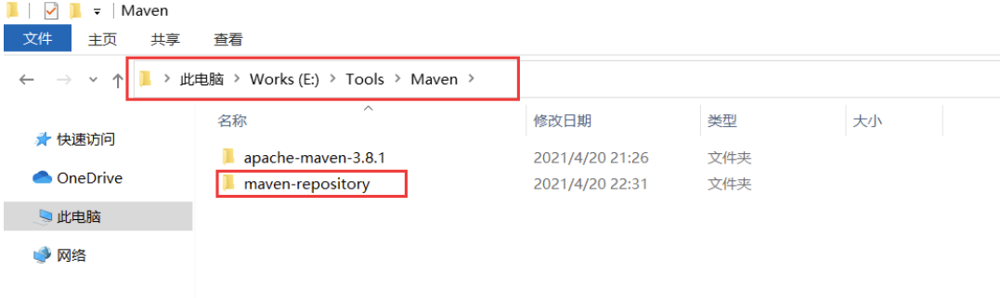 Maven
文件 主页 共享 查看
此电脑 > Works (E:) > Tools > Maven >
名称 修改日期 类型 大小
快速访问
apache-maven-3.8.1 2021/4/20 21:26 文件夹
OneDrive
maven-repository 2021/4/20 22:31 文件夹
此电脑
网络